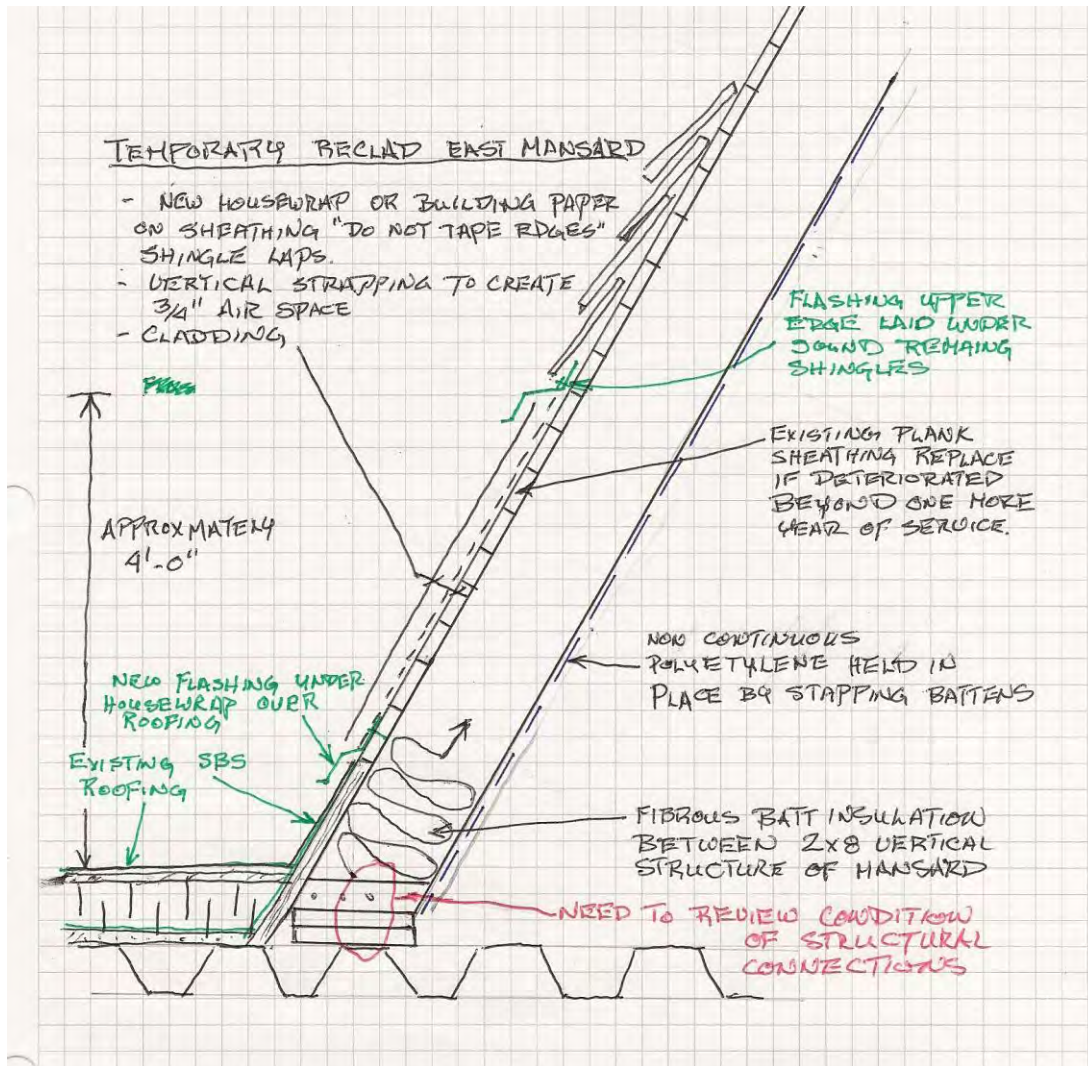 TEMPORARY RECLAD EAST MANSARD
- NEW HOUSEWRAP OR BUILDING PAPER
ON SHEATHING "DO NOT TAPE EDGES"
SHINGLE LAPS.
- VERTICAL STRAPPING TO CREATE
3/4" AIR SPACE
- CLADDING
FLASHING UPPER
EDGE LAID UNDER
SOUND REMAING
SHINGLES
EXISTING PLANK
SHEATHING REPLACE
IF DETERIORATED
BEYOND ONE MORE
YEAR OF SERVICE.
APPROXMATELY
4'-0"
NON CONTINUOUS
POLYETYLENE HELD IN
PLACE BY STAPPING BATTENS
NEW FLASHING UNDER
HOUSEWRAP OVER
ROOFING
EXISTING SBS
ROOFING
FIBROUS BATT INSULATION
BETWEEN 2x8 VERTICAL
STRUCTURE OF MANSARD
NEED TO REVIEW CONDITION
OF STRUCTURAL
CONNECTIONS